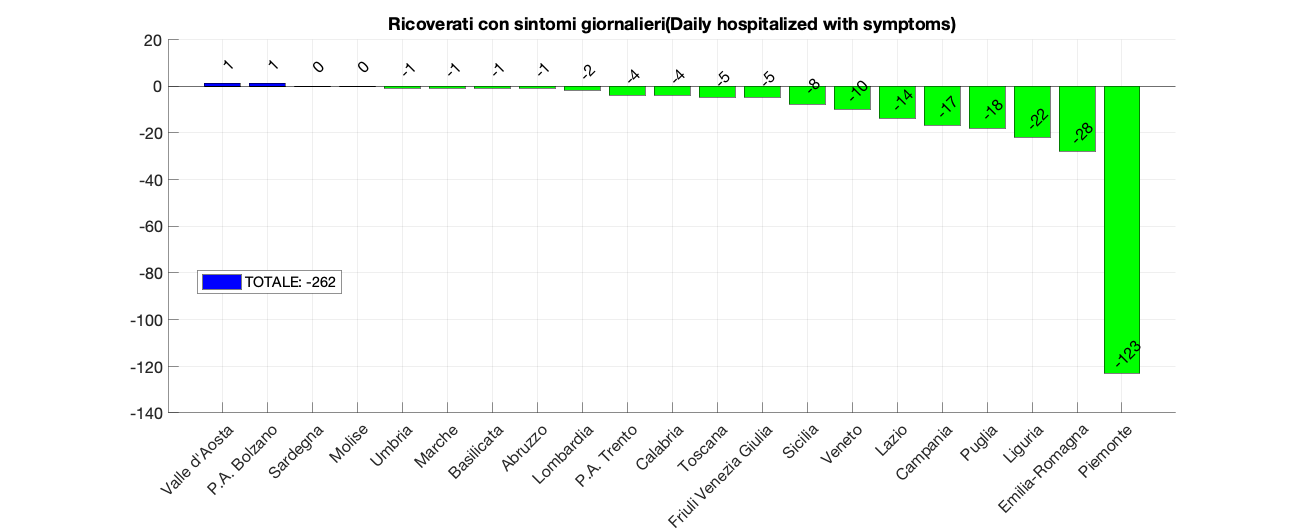 Ricoverati con sintomi giornalieri(Daily hospitalized with symptoms)
20
0
-20
-40
-60
-80
-100
-120
-140
1
1
0
0
-1
-1
-1
-1
-2
-4
-4
-5
-5
-8
-10
-14
-17
-18
-22
-28
-123
TOTALE: -262
Valle d'Aosta
P.A. Bolzano
Sardegna
Molise
Umbria
Marche
Basilicata
Abruzzo
Lombardia
P.A. Trento
Calabria
Toscana
Friuli Venezia Giulia
Sicilia
Veneto
Lazio
Campania
Puglia
Liguria
Emilia-Romagna
Piemonte